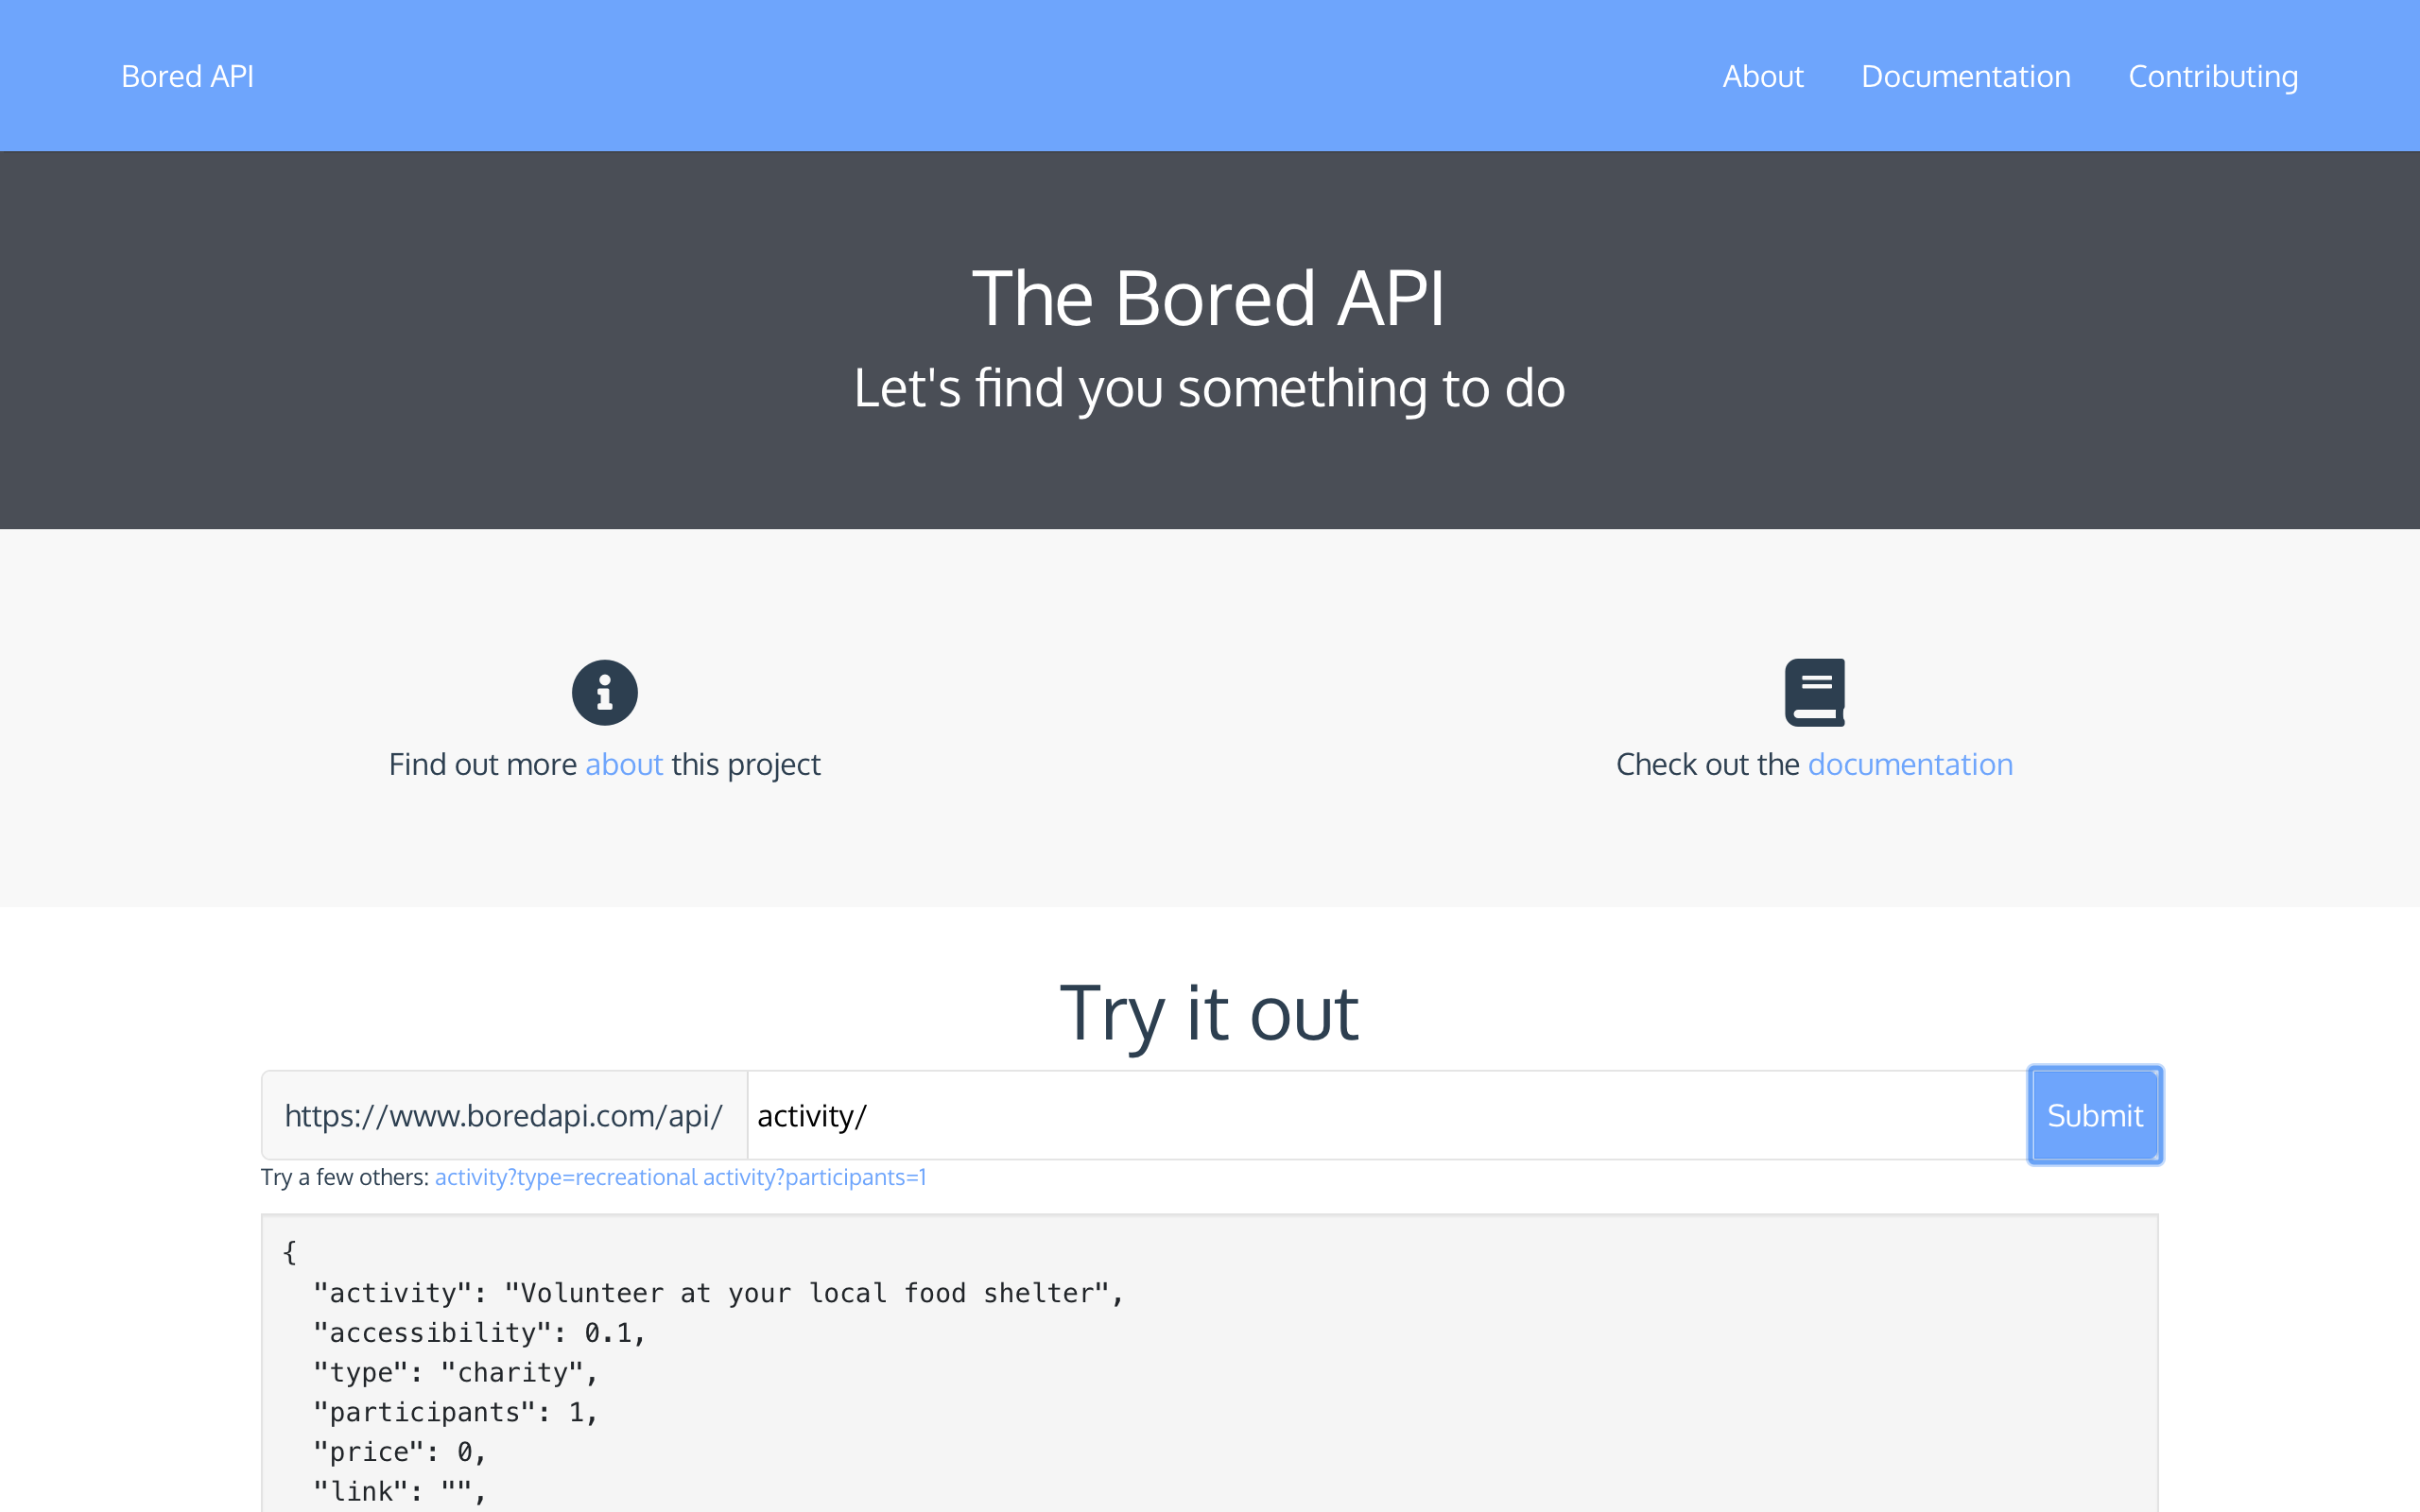 Bored API
About
Documentation
Contributing
The Bored API
Let's find you something to do
Find out more about this project
Check out the documentation
Try it out
https://www.boredapi.com/api/
activity/
Submit
Try a few others: activity?type=recreational activity?participants=1
{
  "activity": "Volunteer at your local food shelter",
  "accessibility": 0.1,
  "type": "charity",
  "participants": 1,
  "price": 0,
  "link": "",